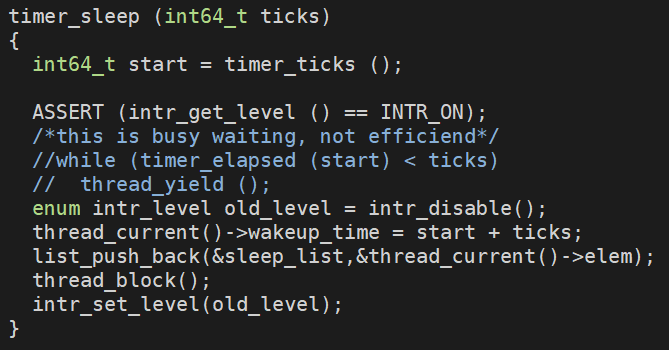 timer_sleep (int64_t ticks)
{
  int64_t start = timer_ticks ();

  ASSERT (intr_get_level () == INTR_ON);
  /*this is busy waiting, not efficiend*/
  //while (timer_elapsed (start) < ticks)
  //  thread_yield ();
  enum intr_level old_level = intr_disable();
  thread_current()->wakeup_time = start + ticks;
  list_push_back(&sleep_list,&thread_current()->elem);
  thread_block();
  intr_set_level(old_level);
}